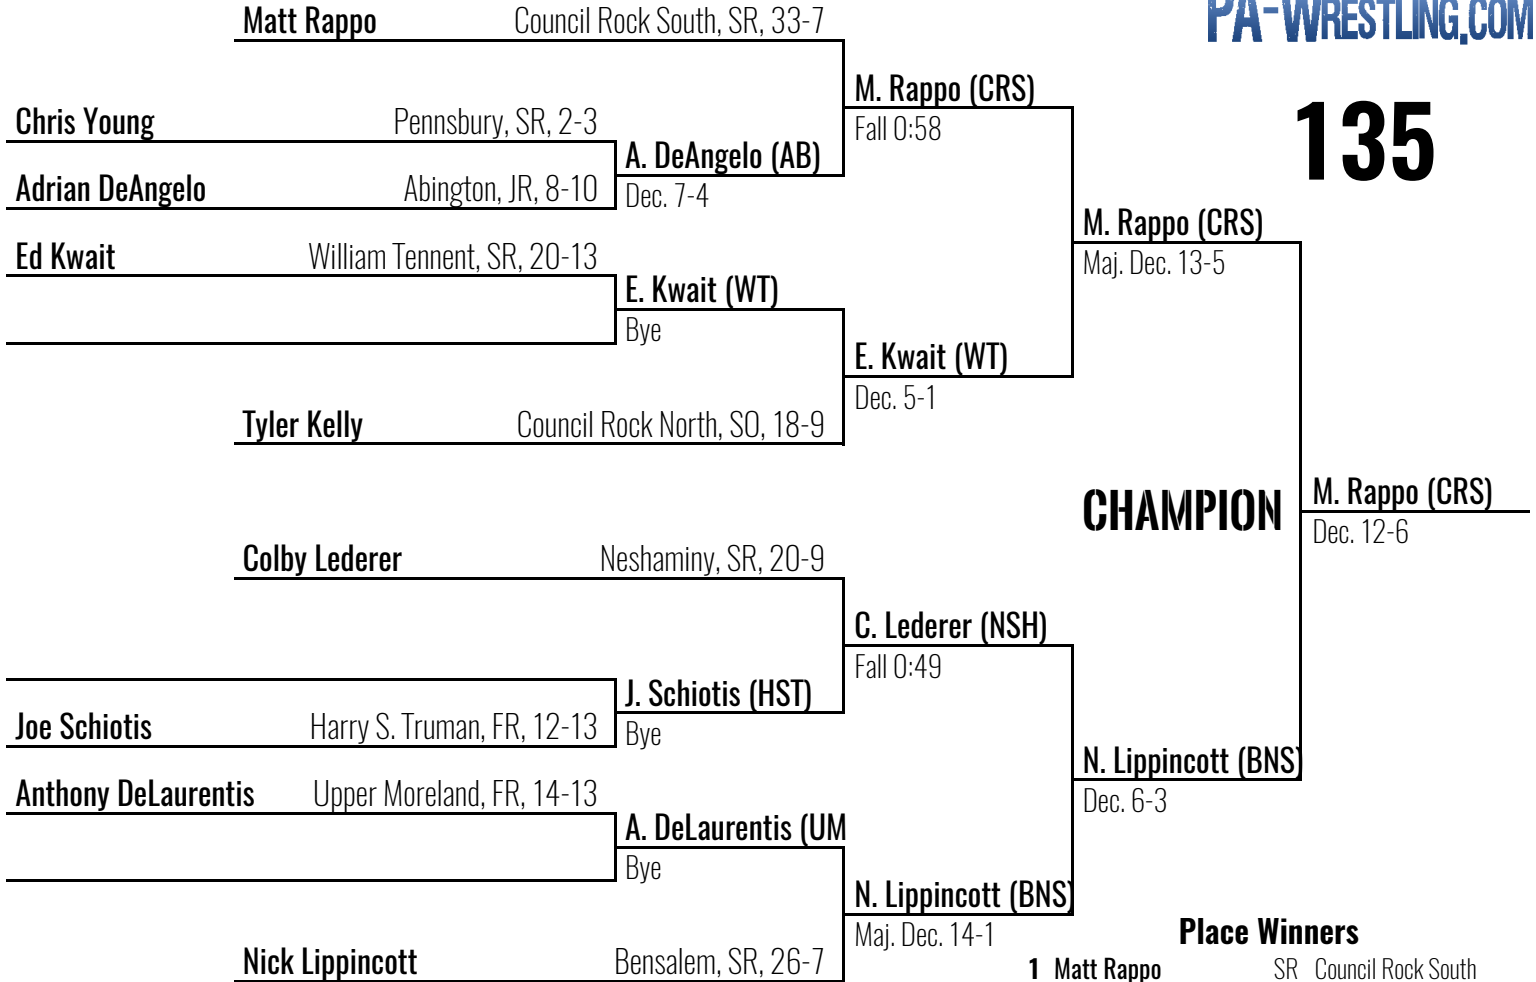 PA-WRESTLING.COM
135
Matt Rappo Council Rock South, SR, 33-7
M. Rappo (CRS)
Fall 0:58
Chris Young Pennsbury, SR, 2-3
A. DeAngelo (AB)
Dec. 7-4
Adrian DeAngelo Abington, JR, 8-10
M. Rappo (CRS)
Maj. Dec. 13-5
Ed Kwait William Tennent, SR, 20-13
E. Kwait (WT)
Bye
E. Kwait (WT)
Dec. 5-1
Tyler Kelly Council Rock North, SO, 18-9
CHAMPION
M. Rappo (CRS)
Dec. 12-6
Colby Lederer Neshaminy, SR, 20-9
C. Lederer (NSH)
Fall 0:49
J. Schiotis (HST)
Bye
Joe Schiotis Harry S. Truman, FR, 12-13
N. Lippincott (BNS)
Dec. 6-3
Anthony DeLaurentis Upper Moreland, FR, 14-13
A. DeLaurentis (UM
Bye
N. Lippincott (BNS)
Maj. Dec. 14-1
Nick Lippincott Bensalem, SR, 26-7
Place Winners
1 Matt Rappo SR Council Rock South